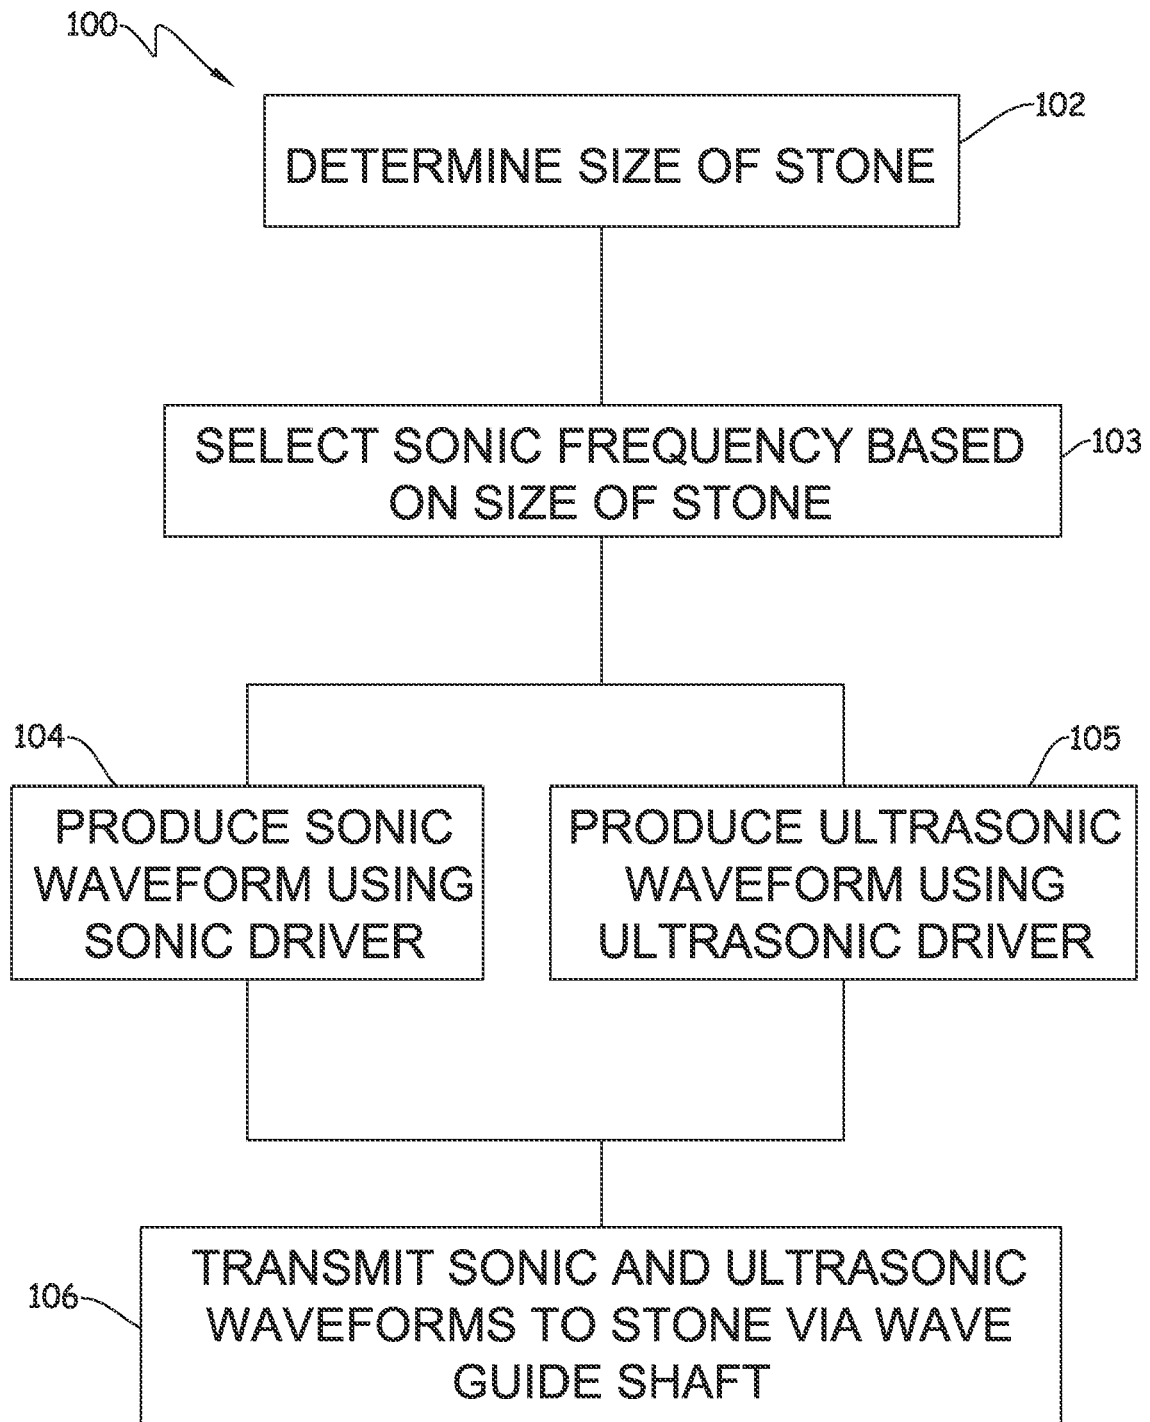 100
102
DETERMINE SIZE OF STONE
SELECT SONIC FREQUENCY BASED
ON SIZE OF STONE
103
104
PRODUCE SONIC
WAVEFORM USING
SONIC DRIVER
105
PRODUCE ULTRASONIC
WAVEFORM USING
ULTRASONIC DRIVER
106
TRANSMIT SONIC AND ULTRASONIC
WAVEFORMS TO STONE VIA WAVE
GUIDE SHAFT